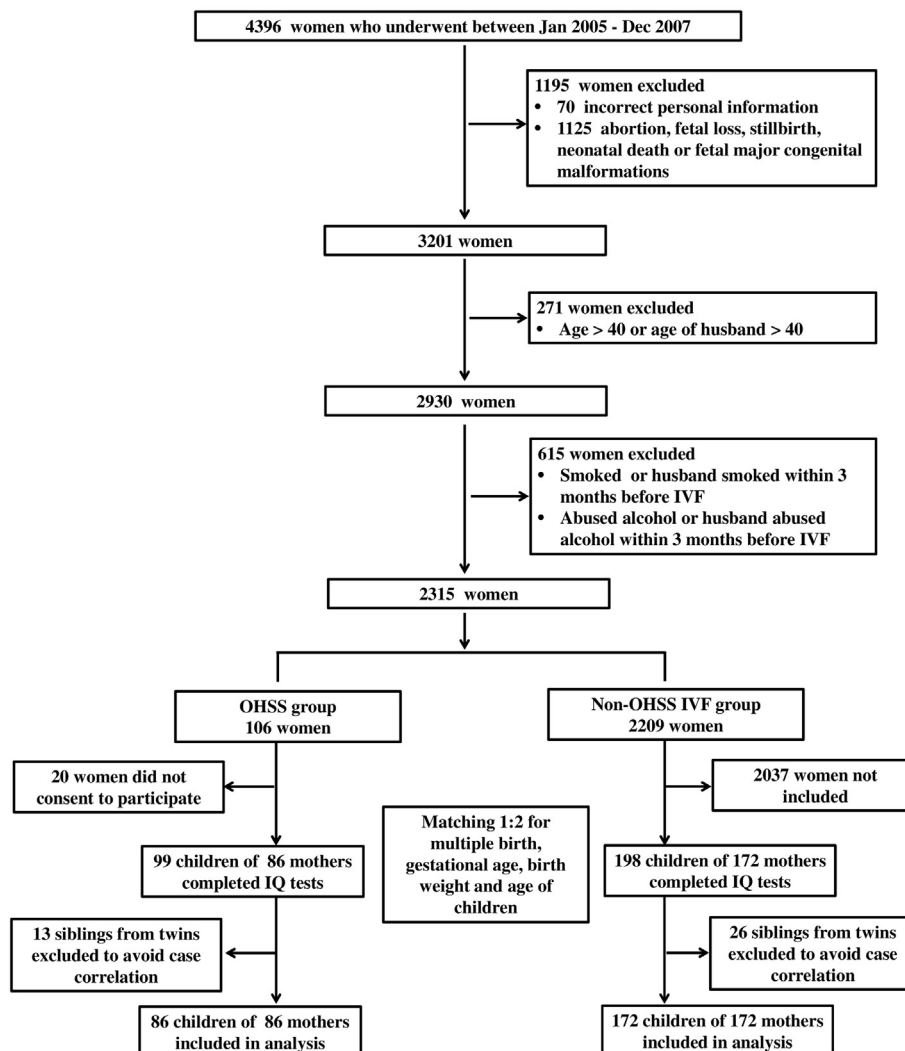 4396 women who underwent between Jan 2005 - Dec 2007
1195 women excluded
• 70 incorrect personal information
• 1125 abortion, fetal loss, stillbirth,
neonatal death or fetal major congenital
malformations
3201 women
271 women excluded
• Age > 40 or age of husband > 40
2930 women
615 women excluded
• Smoked or husband smoked within 3
months before IVF
• Abused alcohol or husband abused
alcohol within 3 months before IVF
2315 women
OHSS group
106 women
Non-OHSS IVF group
2209 women
20 women did not
consent to participate
2037 women not
included
Matching 1:2 for
multiple birth,
gestational age, birth
weight and age of
children
99 children of 86 mothers
completed IQ tests
198 children of 172 mothers
completed IQ tests
13 siblings from twins
excluded to avoid case
correlation
26 siblings from twins
excluded to avoid case
correlation
86 children of 86 mothers
included in analysis
172 children of 172 mothers
included in analysis